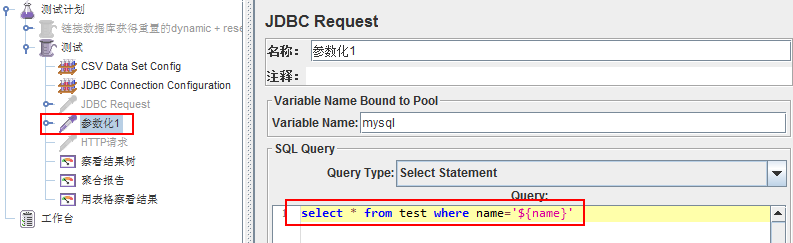 测试计划
链接数据库获得重置的dynamic + rese
测试
CSV Data Set Config
JDBC Connection Configuration
JDBC Request
参数化1
HTTP请求
察看结果树
聚合报告
用表格察看结果
工作台
JDBC Request
名称： 参数化1
注释：
Variable Name Bound to Pool
Variable Name: mysql
SQL Query
Query Type: Select Statement
Query:
1 select * from test where name='${name}'